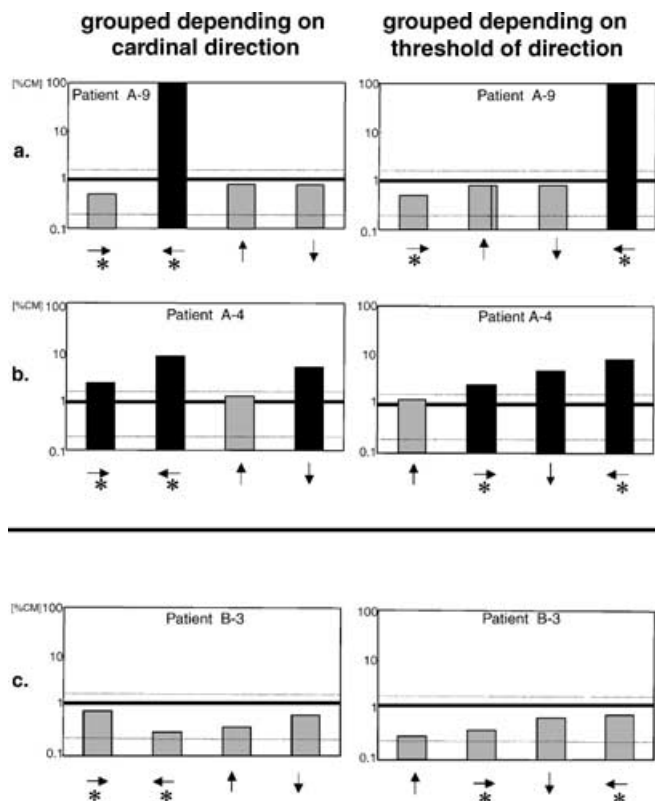 grouped depending on
cardinal direction
grouped depending on
threshold of direction
[%CM]
100
10
1
0.1
Patient A-9
a.
→ ← ↑ ↓
* *
100
10
1
0.1
Patient A-9
→ ↑ ↓ ←
* *
b.
100
10
1
0.1
Patient A-4
→ ← ↑ ↓
* *
100
10
1
0.1
Patient A-4
↑ → ↓ ←
* *
[%CM]
100
10
1
0.1
Patient B-3
c.
→ ← ↑ ↓
* *
100
10
1
0.1
Patient B-3
↑ → ↓ ←
* *